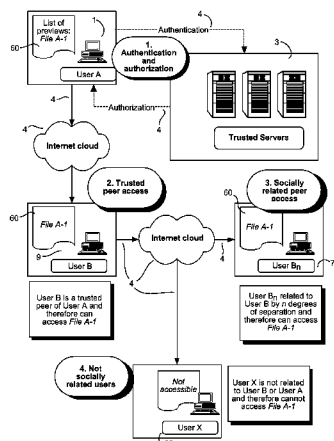 List of
previews:
File A-1
60
1
User A
4
Authentication
1.
Authentication
and
authorization
Authorization
4
3
Trusted Servers
4
4
Internet cloud
60
File A-1
9
User B
2. Trusted
peer access
Internet cloud
4
4
4
3. Socially
related peer
access
60
File A-1
User Bn
7
User B is a trusted
peer of User A and
therefore can
access File A-1
User Bn related to
User B by n degrees
of separation and
therefore can access
File A-1
4. Not
socially
related users
Not
accessible
User X
User X is not related
to User B or User A
and therefore cannot
access File A-1